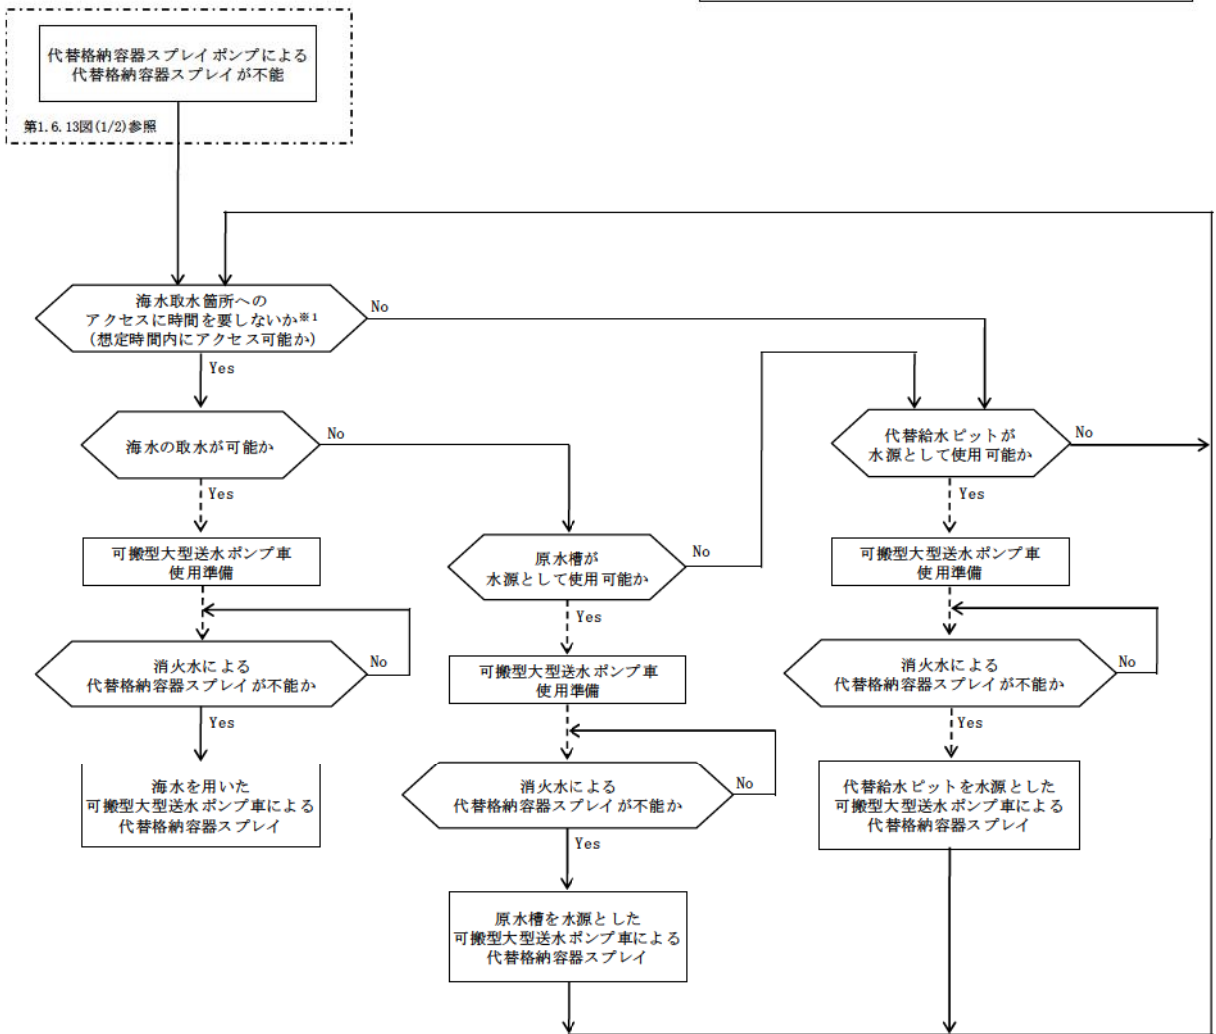 代替格納容器スプレイポンプによる
代替格納容器スプレイが不能
第1.6.13図(1/2)参照
海水取水箇所への
アクセスに時間を要しないか※1
(想定時間内にアクセス可能か)
No
Yes
海水の取水が可能か
No
Yes
代替給水ピットが
水源として使用可能か
No
Yes
可搬型大型送水ポンプ車
使用準備
原水槽が
水源として使用可能か
No
Yes
可搬型大型送水ポンプ車
使用準備
消火水による
代替格納容器スプレイが不能か
No
Yes
可搬型大型送水ポンプ車
使用準備
消火水による
代替格納容器スプレイが不能か
No
Yes
海水を用いた
可搬型大型送水ポンプ車による
代替格納容器スプレイ
消火水による
代替格納容器スプレイが不能か
No
Yes
代替給水ピットを水源とした
可搬型大型送水ポンプ車による
代替格納容器スプレイ
原水槽を水源とした
可搬型大型送水ポンプ車による
代替格納容器スプレイ